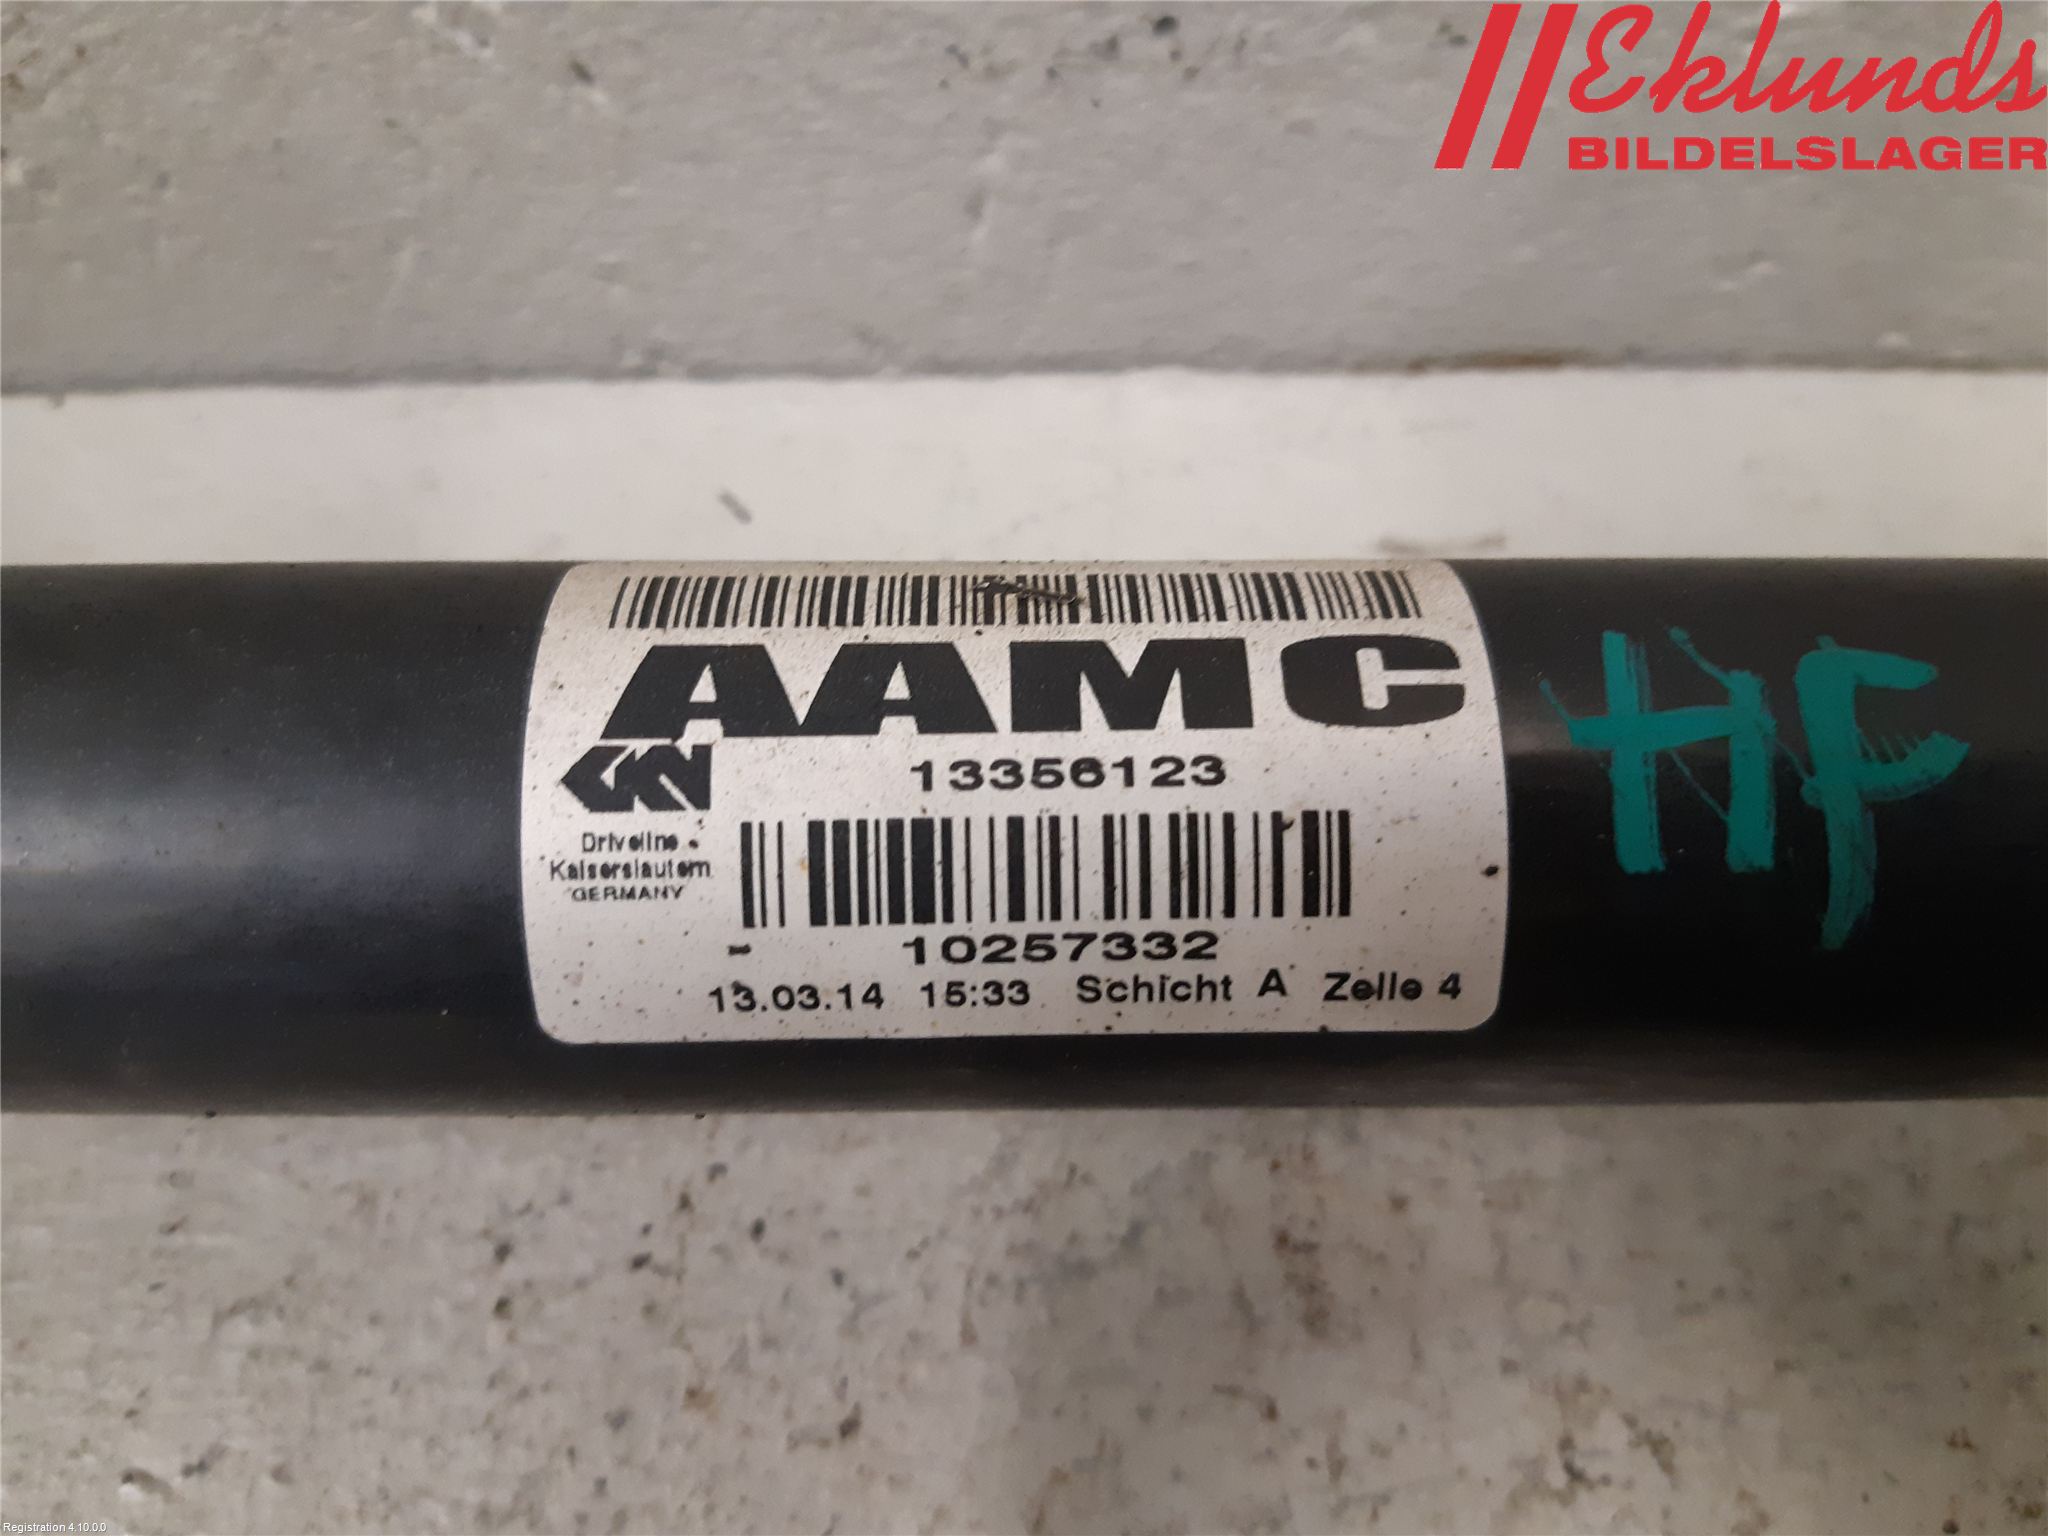 Eklunds
BILDELSLAGER
AAMC
GKN
13356123
Driveline
Kaiserslautern
GERMANY
10257332
13.03.14 15:33 Schicht A Zelle 4
HF
Registration 4.10.0.0